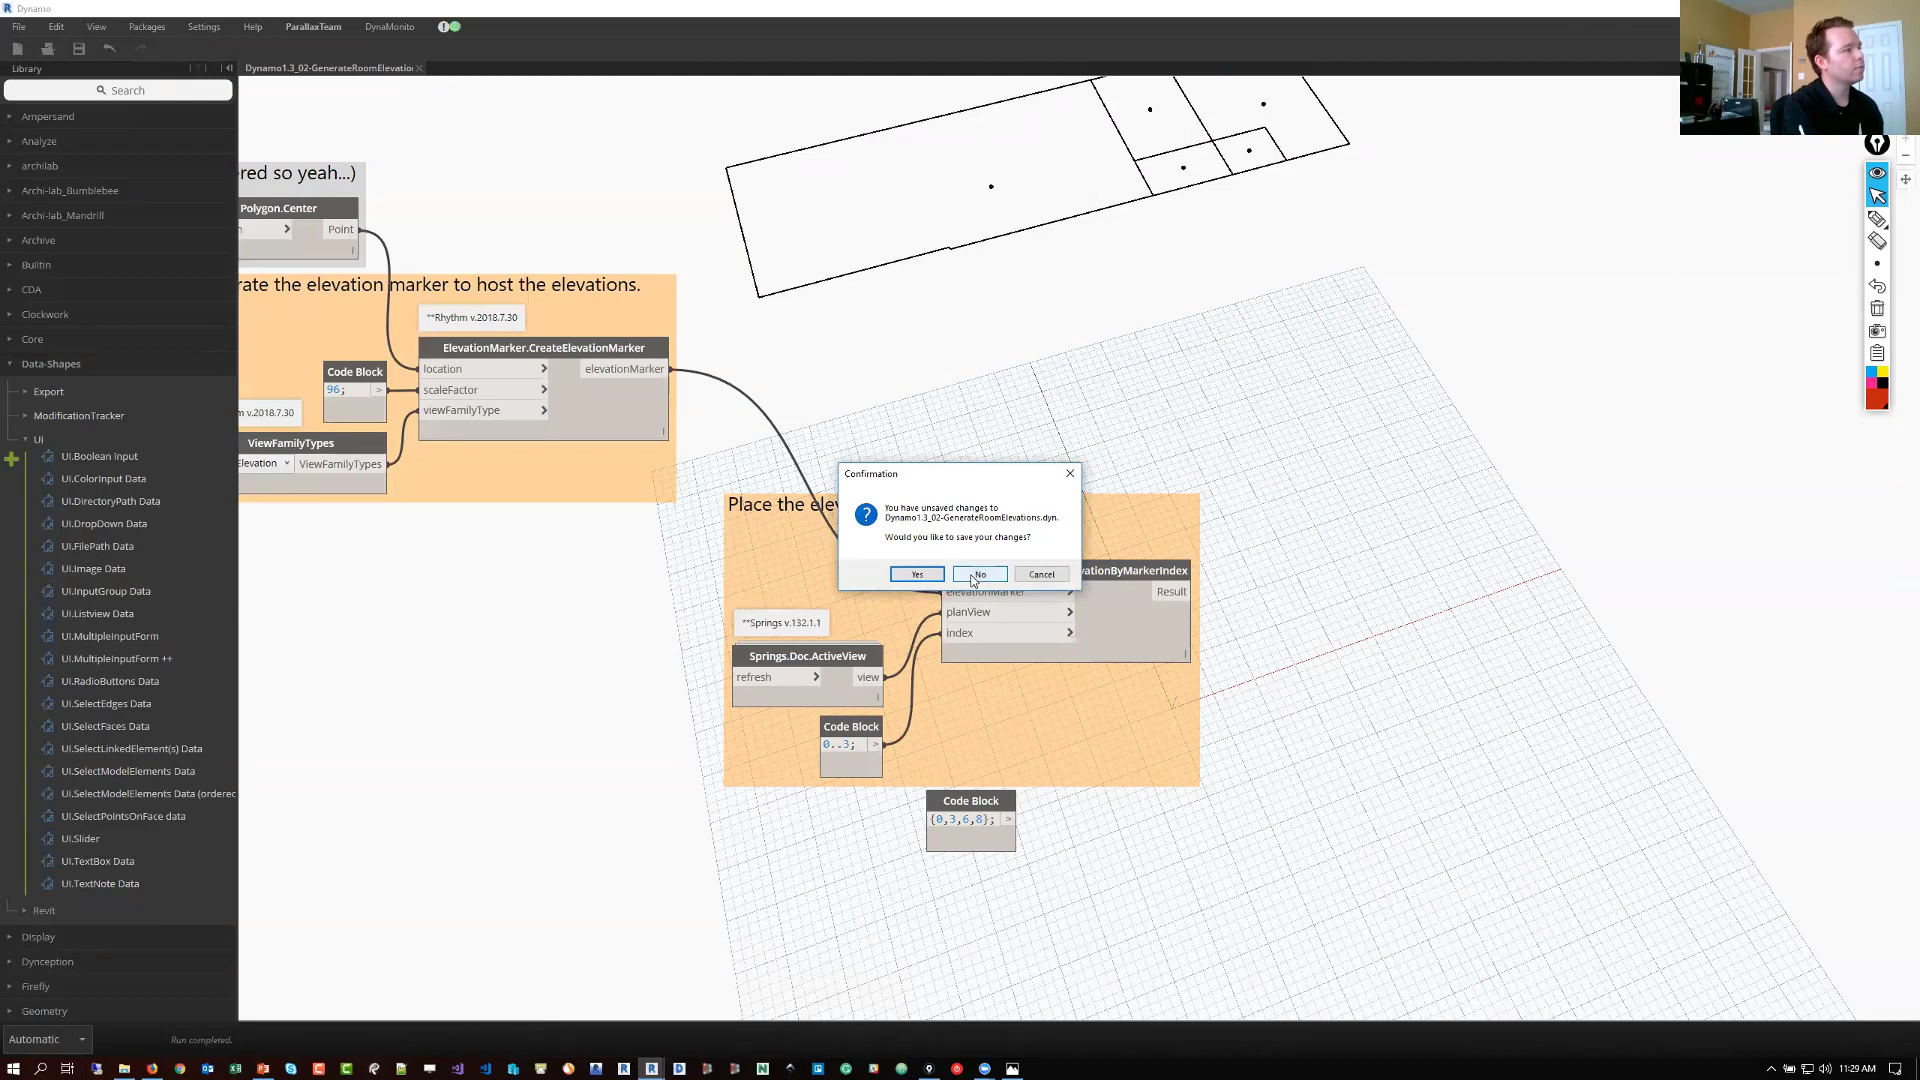 Dynamo
File Edit View Packages Settings Help ParallaxTeam DynaMonito
Library
Dynamo1.3_02-GenerateRoomElevatio
Search
Ampersand
Analyze
archilab
Archi-lab_Bumblebee
Archi-lab_Mandrill
Archive
BuiltIn
CDA
Clockwork
Core
Data-Shapes
Export
ModificationTracker
UI
UI.Boolean input
UI.ColorInput Data
UI.DirectoryPath Data
UI.DropDown Data
UI.FilePath Data
UI.Image Data
UI.InputGroup Data
UI.Listview Data
UI.MultipleInputForm
UI.MultipleInputForm ++
UI.RadioButtons Data
UI.SelectEdges Data
UI.SelectFaces Data
UI.SelectLinkedElement(s) Data
UI.SelectModelElements Data
UI.SelectModelElements Data (orderec
UI.SelectPointsOnFace data
UI.Slider
UI.TextBox Data
UI.TextNote Data
Revit
Display
Dynception
Firefly
Geometry
red so yeah...)
Polygon.Center
Point
rate the elevation marker to host the elevations.
**Rhythm v.2018.7.30
ElevationMarker.CreateElevationMarker
location
elevationMarker
scaleFactor
viewFamilyType
Code Block
96;
m v.2018.7.30
ViewFamilyTypes
Elevation
ViewFamilyTypes
Place the ele
Confirmation
You have unsaved changes to
Dynamo1.3_02-GenerateRoomElevations.dyn.
Would you like to save your changes?
Yes No Cancel
vationByMarkerIndex
elevationMarker
Result
planView
index
**Springs v.132.1.1
Springs.Doc.ActiveView
refresh
view
Code Block
0..3;
Code Block
{0,3,6,8};
Automatic
Run completed.
11:29 AM